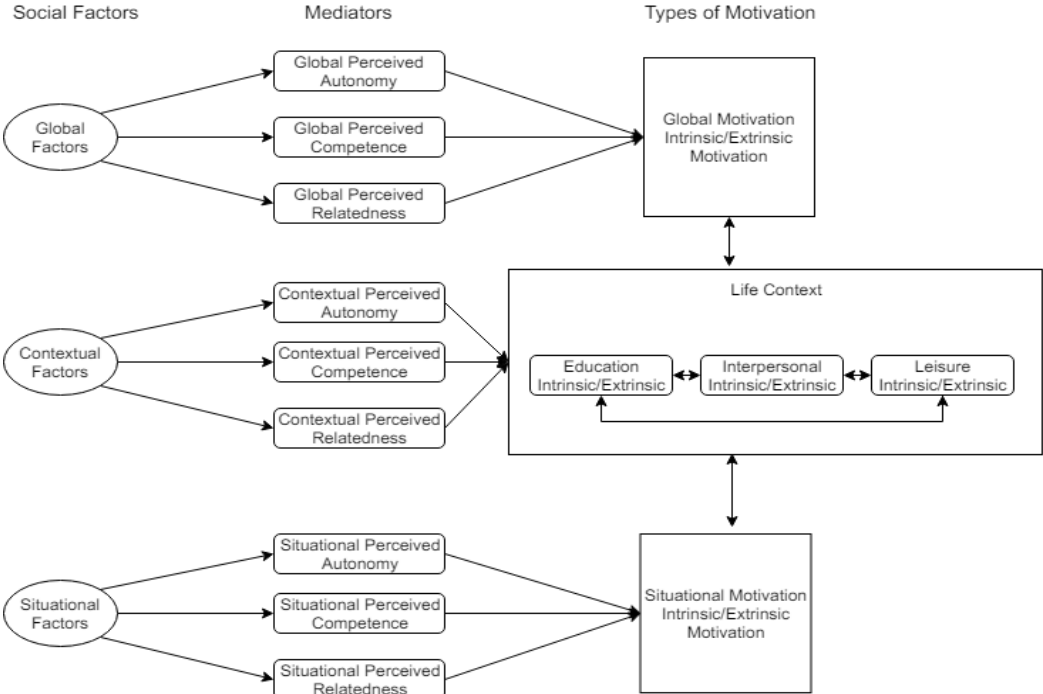 Social Factors
Mediators
Types of Motivation
Global
Factors
Global Perceived
Autonomy
Global Perceived
Competence
Global Perceived
Relatedness
Global Motivation
Intrinsic/Extrinsic
Motivation
Contextual
Factors
Contextual Perceived
Autonomy
Contextual Perceived
Competence
Contextual Perceived
Relatedness
Life Context
Education
Intrinsic/Extrinsic
Interpersonal
Intrinsic/Extrinsic
Leisure
Intrinsic/Extrinsic
Situational
Factors
Situational Perceived
Autonomy
Situational Perceived
Competence
Situational Perceived
Relatedness
Situational Motivation
Intrinsic/Extrinsic
Motivation